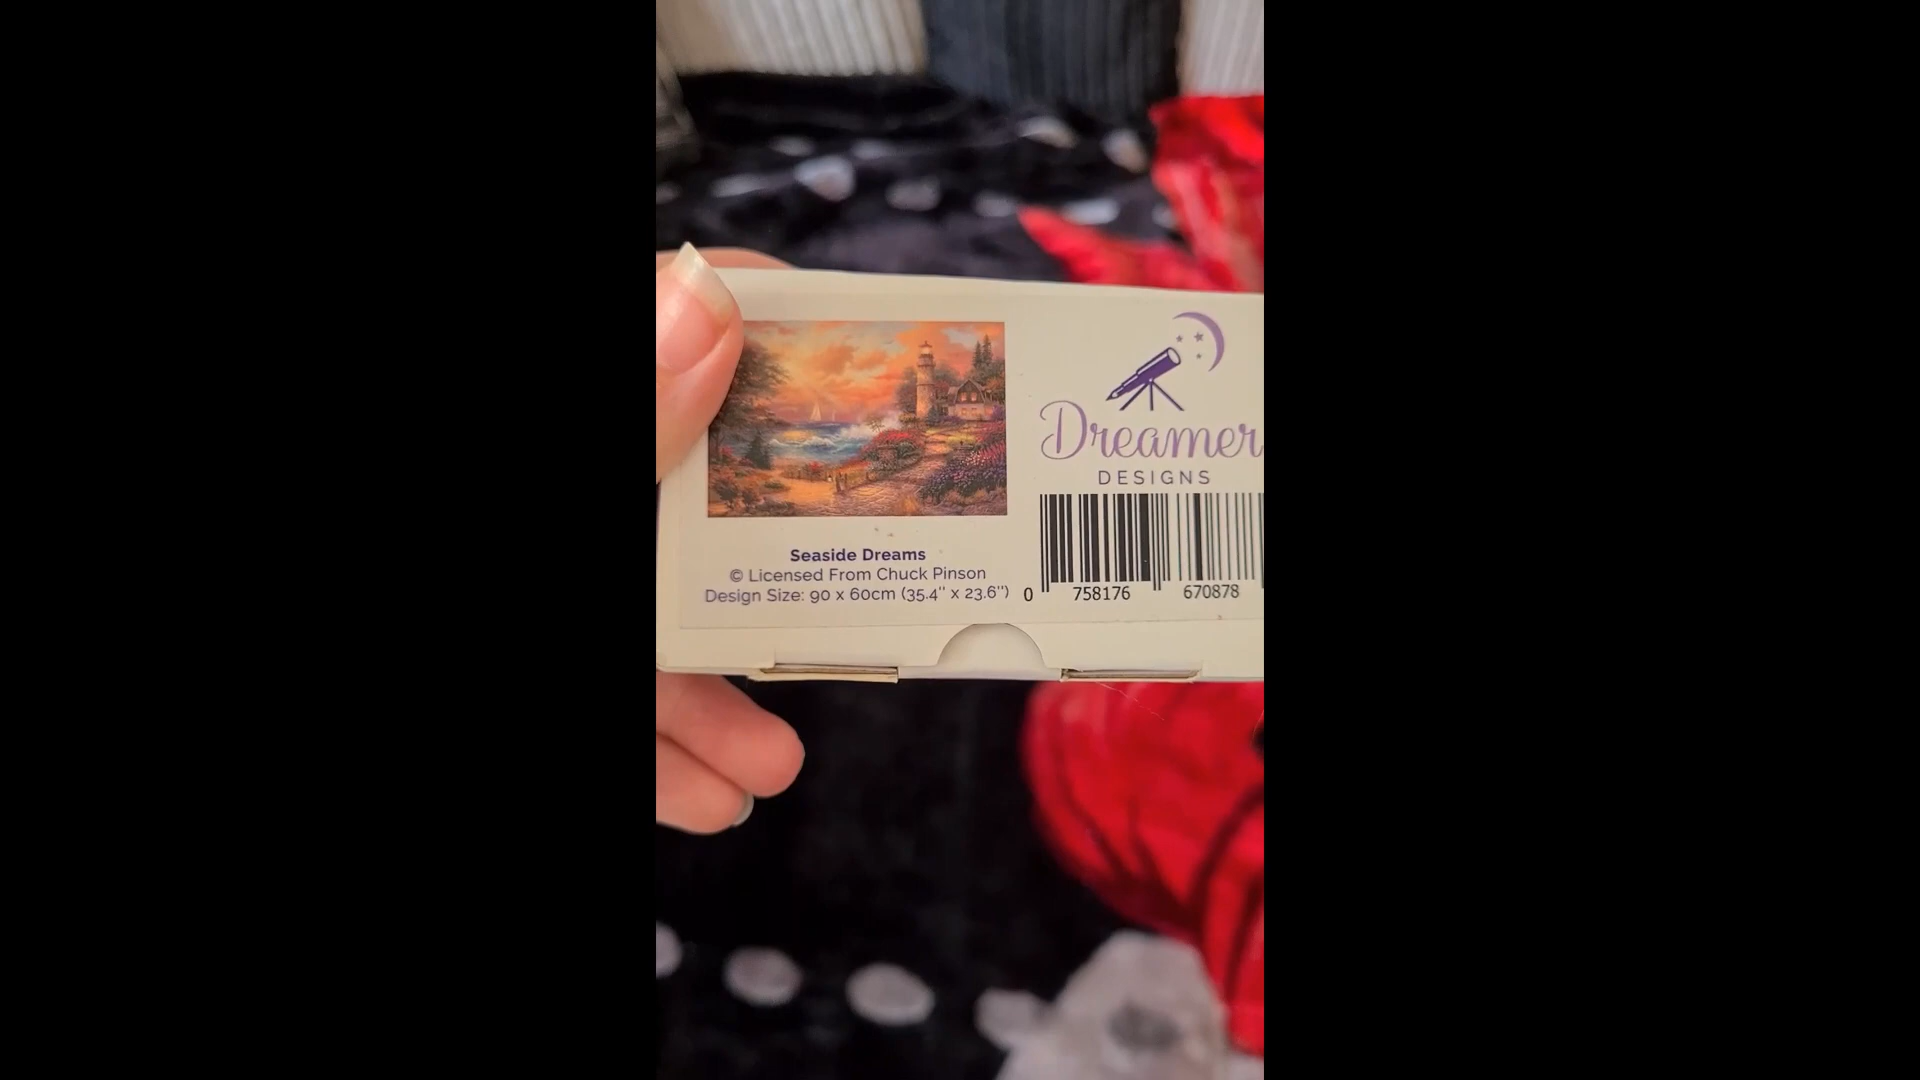 Dreamer
DESIGNS
Seaside Dreams
© Licensed From Chuck Pinson
Design Size: 90 x 60cm (35.4'' x 23.6'')
0 758176 670878